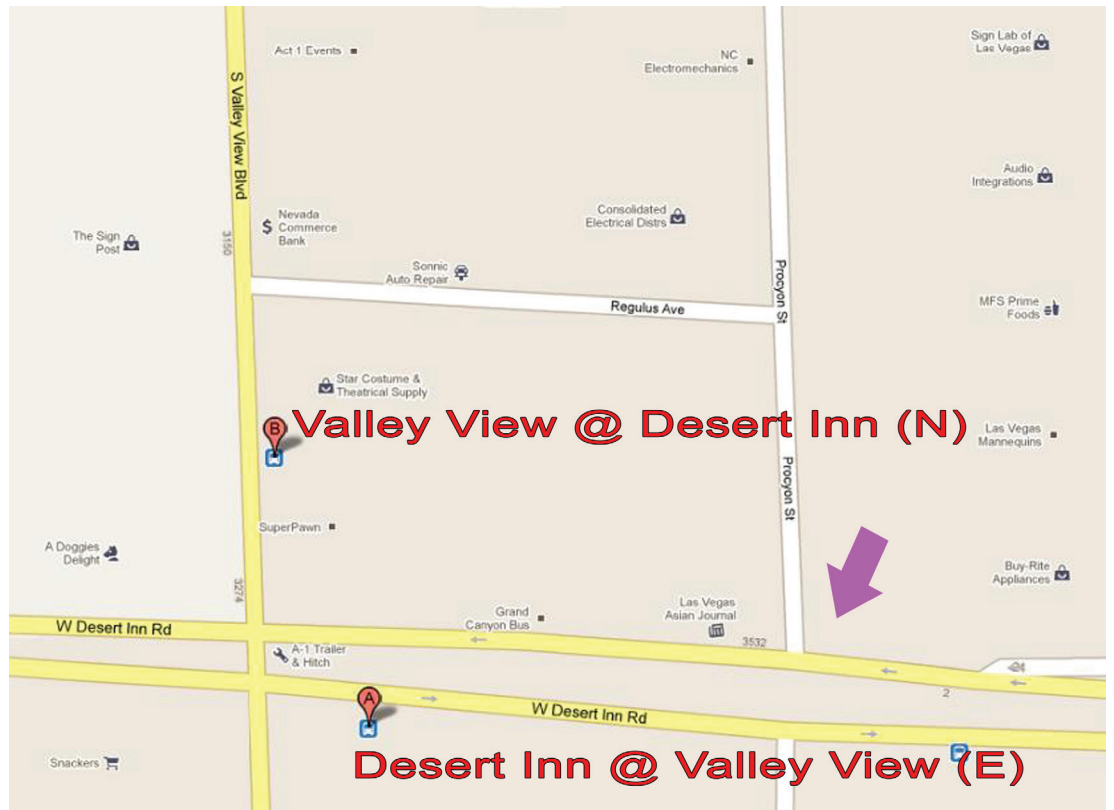 Act 1 Events
NC
Electromechanics
Sign Lab of
Las Vegas
S Valley View Blvd
Audio
Integrations
Nevada
Commerce
Bank
$
Consolidated
Electrical Distrs
The Sign
Post
3150
Sonnic
Auto Repair
Procyon St
Regulus Ave
MFS Prime
Foods
Star Costume &
Theatrical Supply
B
Valley View @ Desert Inn (N)
Las Vegas
Mannequins
Procyon St
SuperPawn
A Doggies
Delight
Buy-Rite
Appliances
3274
Grand
Canyon Bus
Las Vegas
Asian Journal
W Desert Inn Rd
3532
A-1 Trailer
& Hitch
24
2
A
W Desert Inn Rd
Snackers
Desert Inn @ Valley View (E)